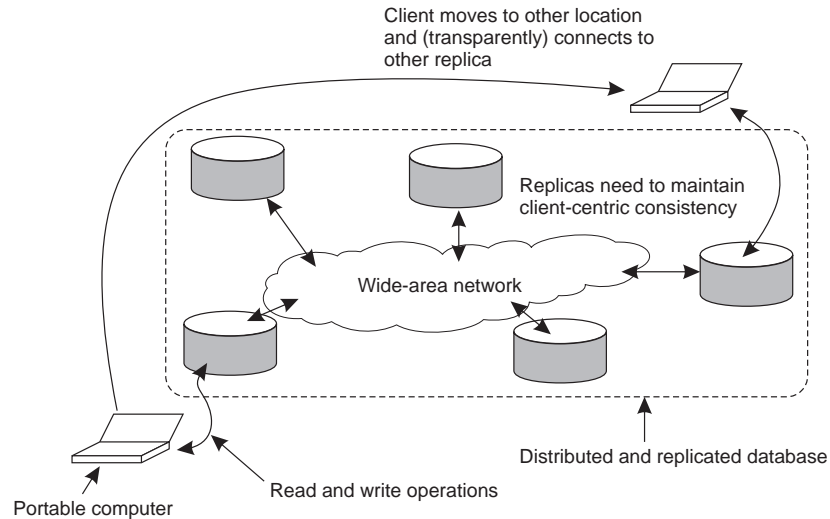 Client moves to other location
and (transparently) connects to
other replica
Replicas need to maintain
client-centric consistency
Wide-area network
Distributed and replicated database
Read and write operations
Portable computer